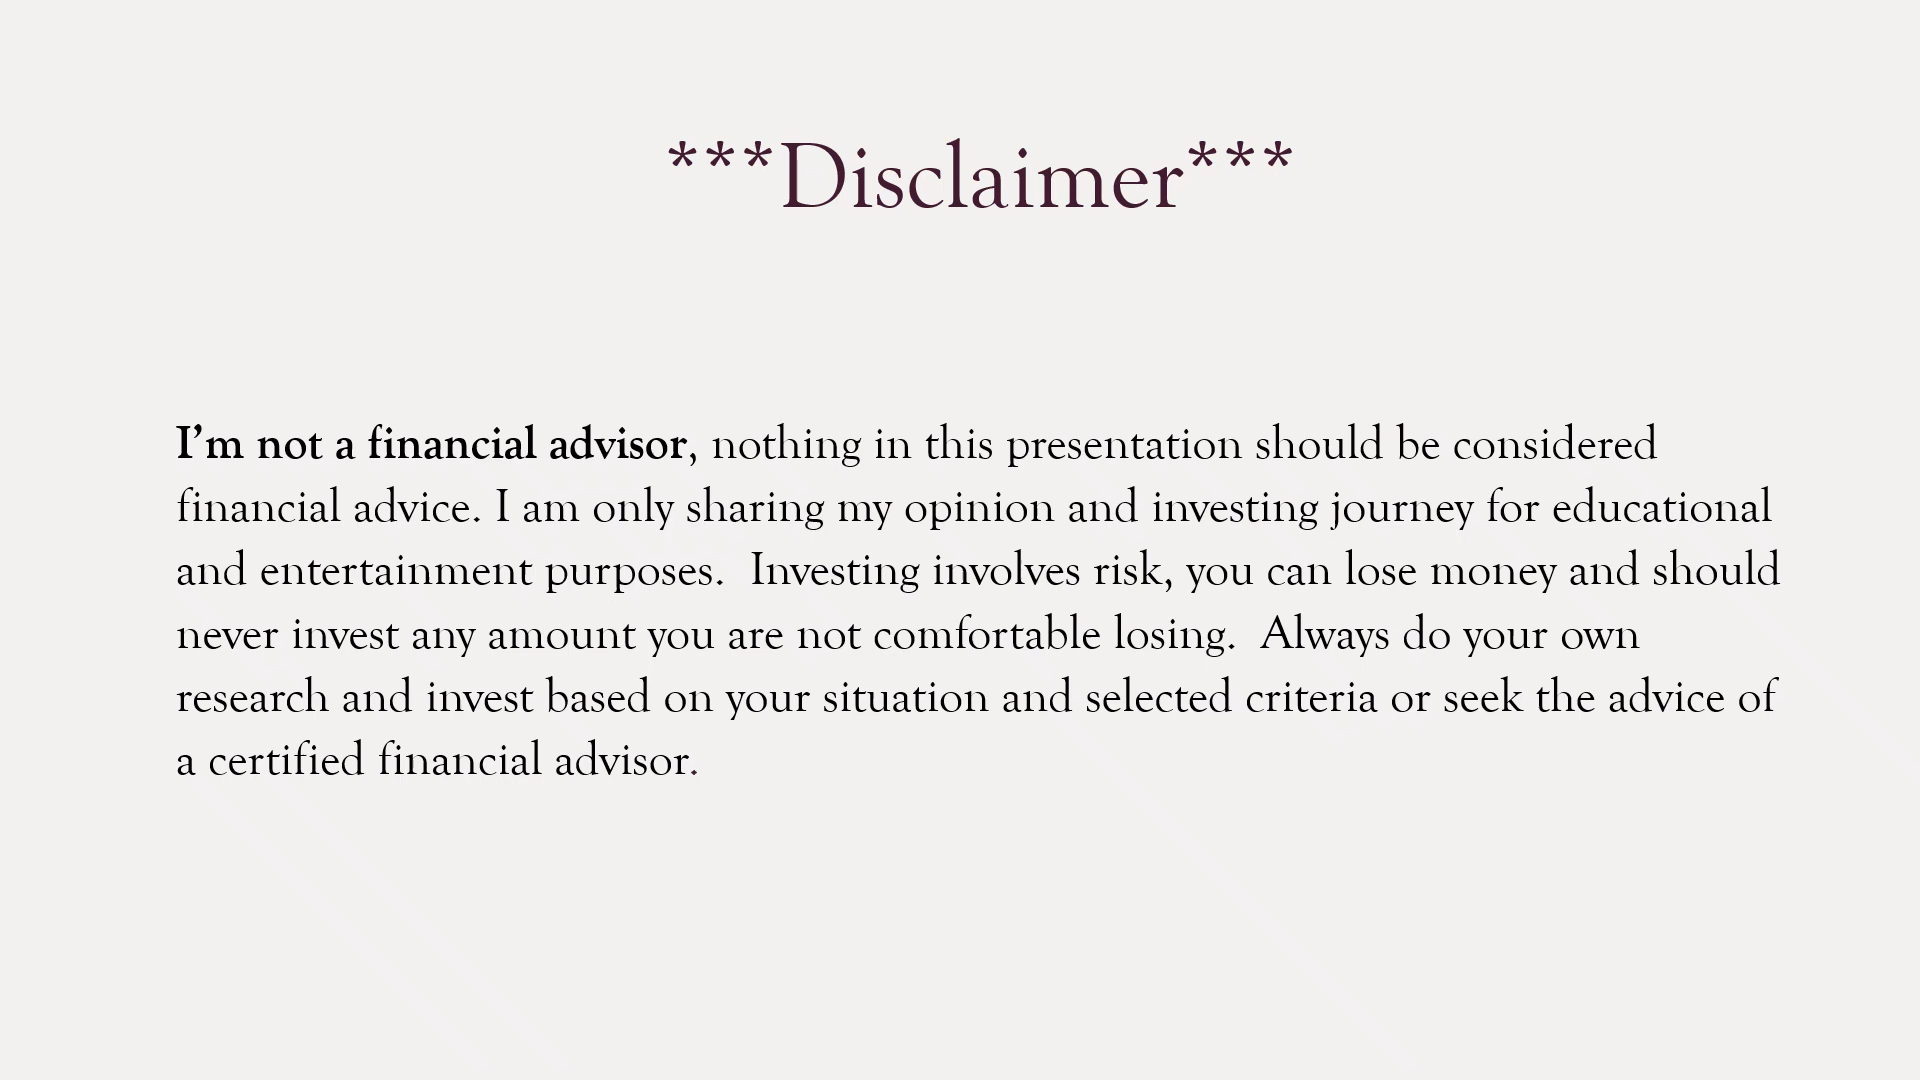 ***Disclaimer***
I’m not a financial advisor, nothing in this presentation should be considered
financial advice. I am only sharing my opinion and investing journey for educational
and entertainment purposes.  Investing involves risk, you can lose money and should
never invest any amount you are not comfortable losing.  Always do your own
research and invest based on your situation and selected criteria or seek the advice of
a certified financial advisor.